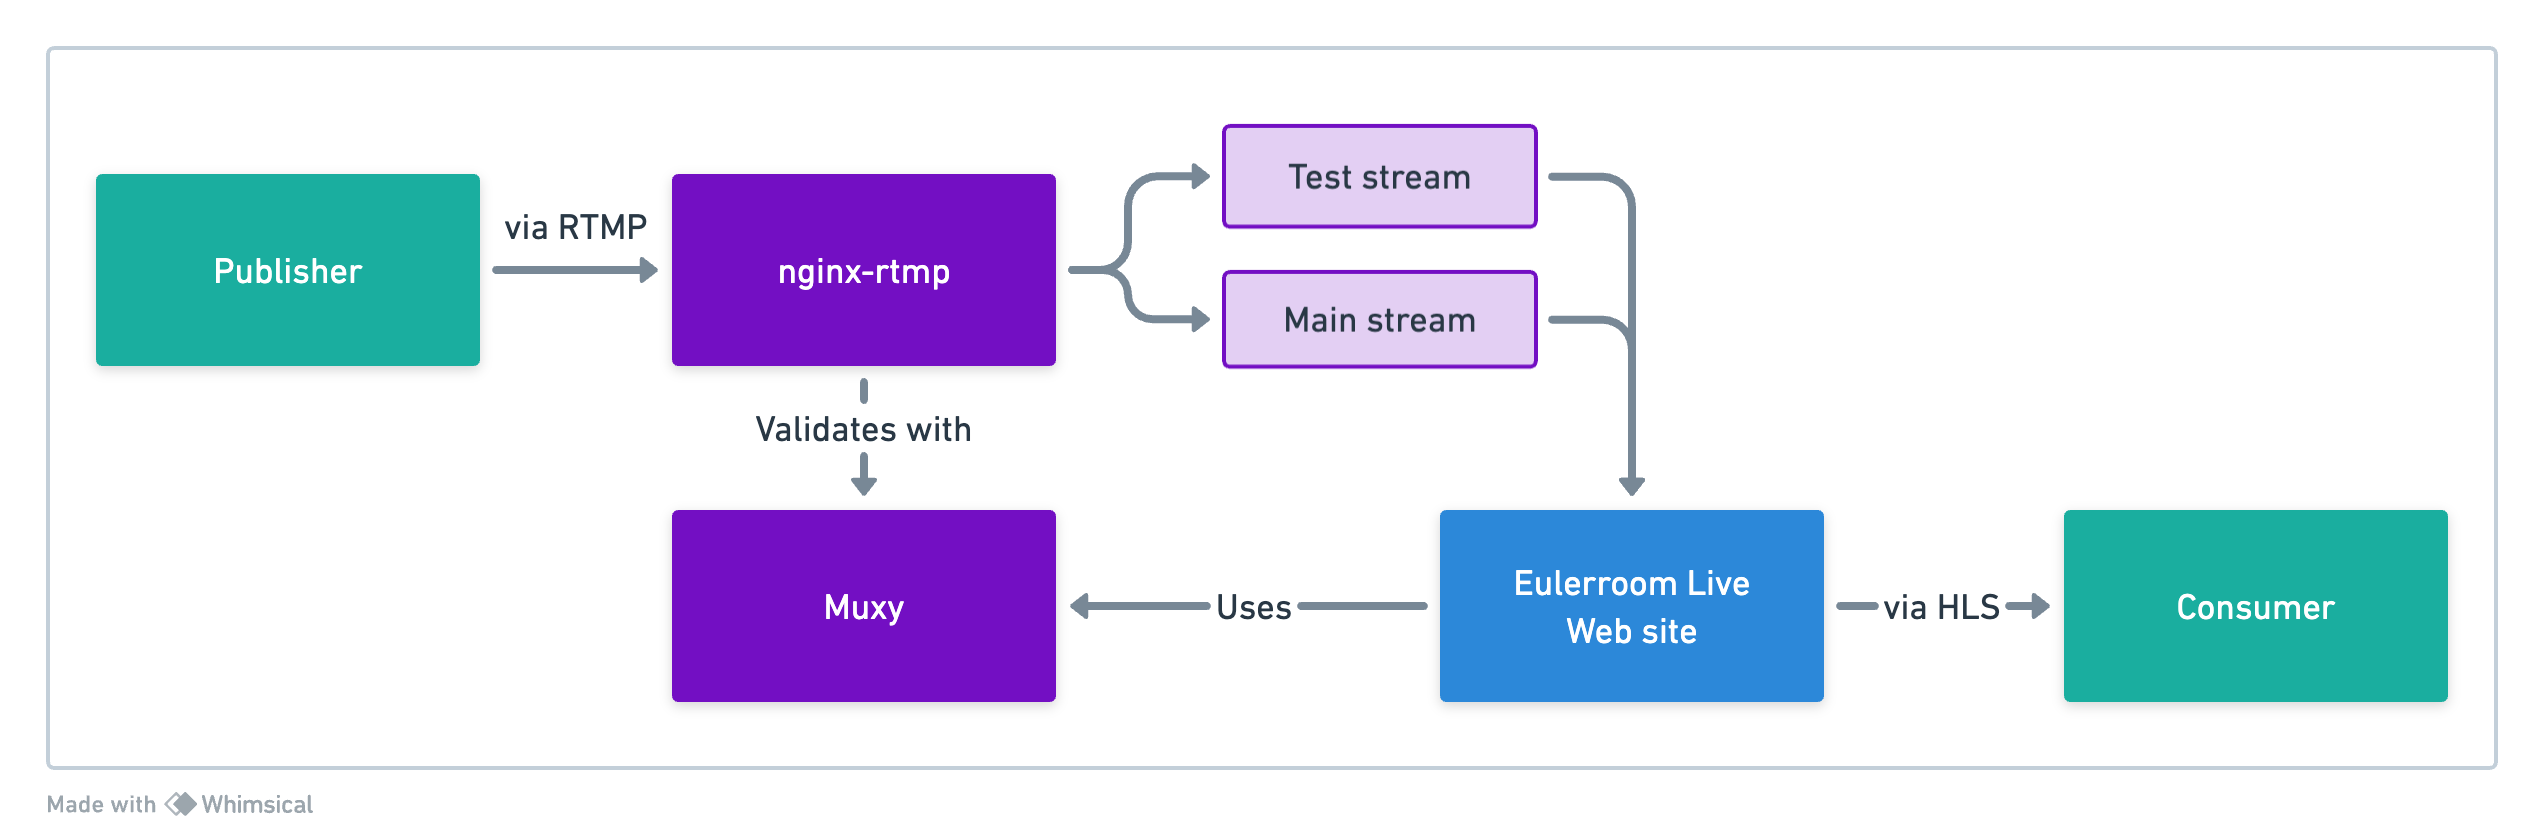 Test stream
Publisher
via RTMP
nginx-rtmp
Main stream
Validates with
Muxy
Uses
Eulerroom Live
Web site
via HLS
Consumer
Made with Whimsical